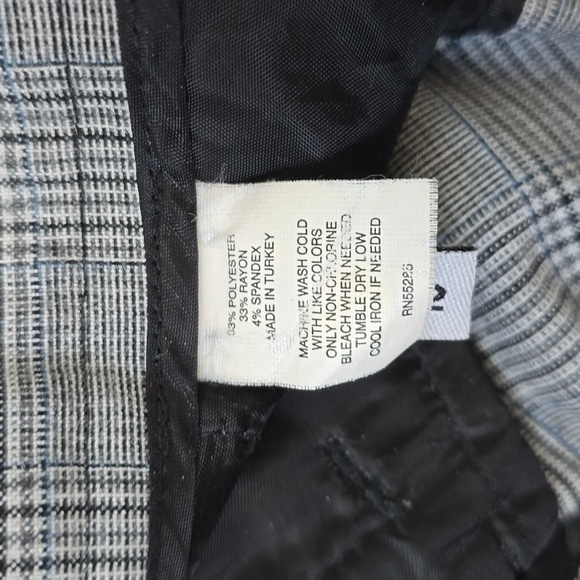 63% POLYESTER
33% RAYON
4% SPANDEX
MADE IN TURKEY
MACHINE WASH COLD
WITH LIKE COLORS
ONLY NON-CHLORINE
BLEACH WHEN NEEDED
TUMBLE DRY LOW
COOL IRON IF NEEDED